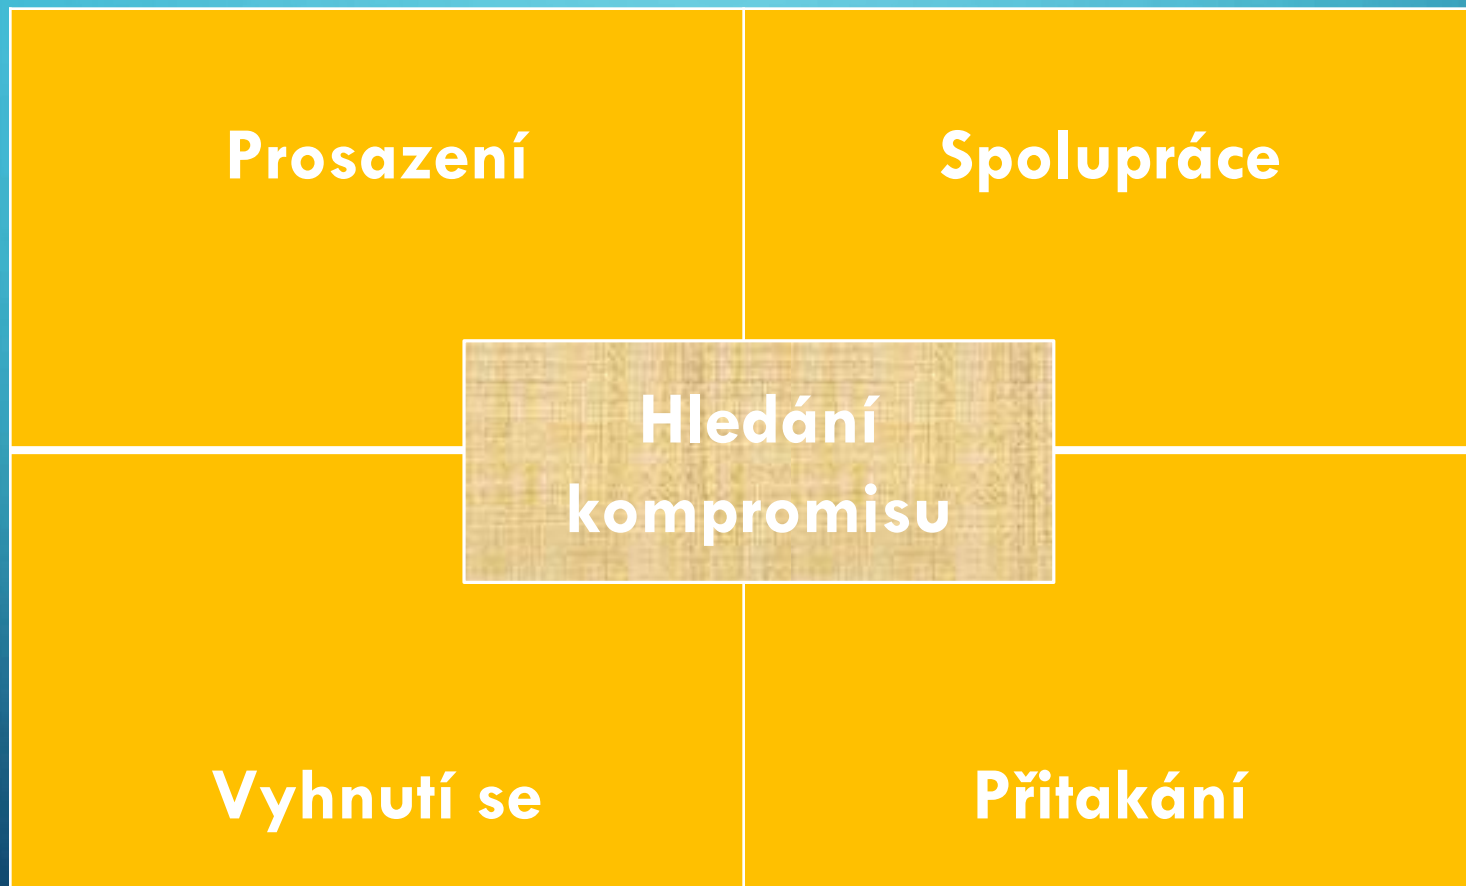 Prosazení
Spolupráce
Hledání
kompromisu
Vyhnutí se
Přitakání